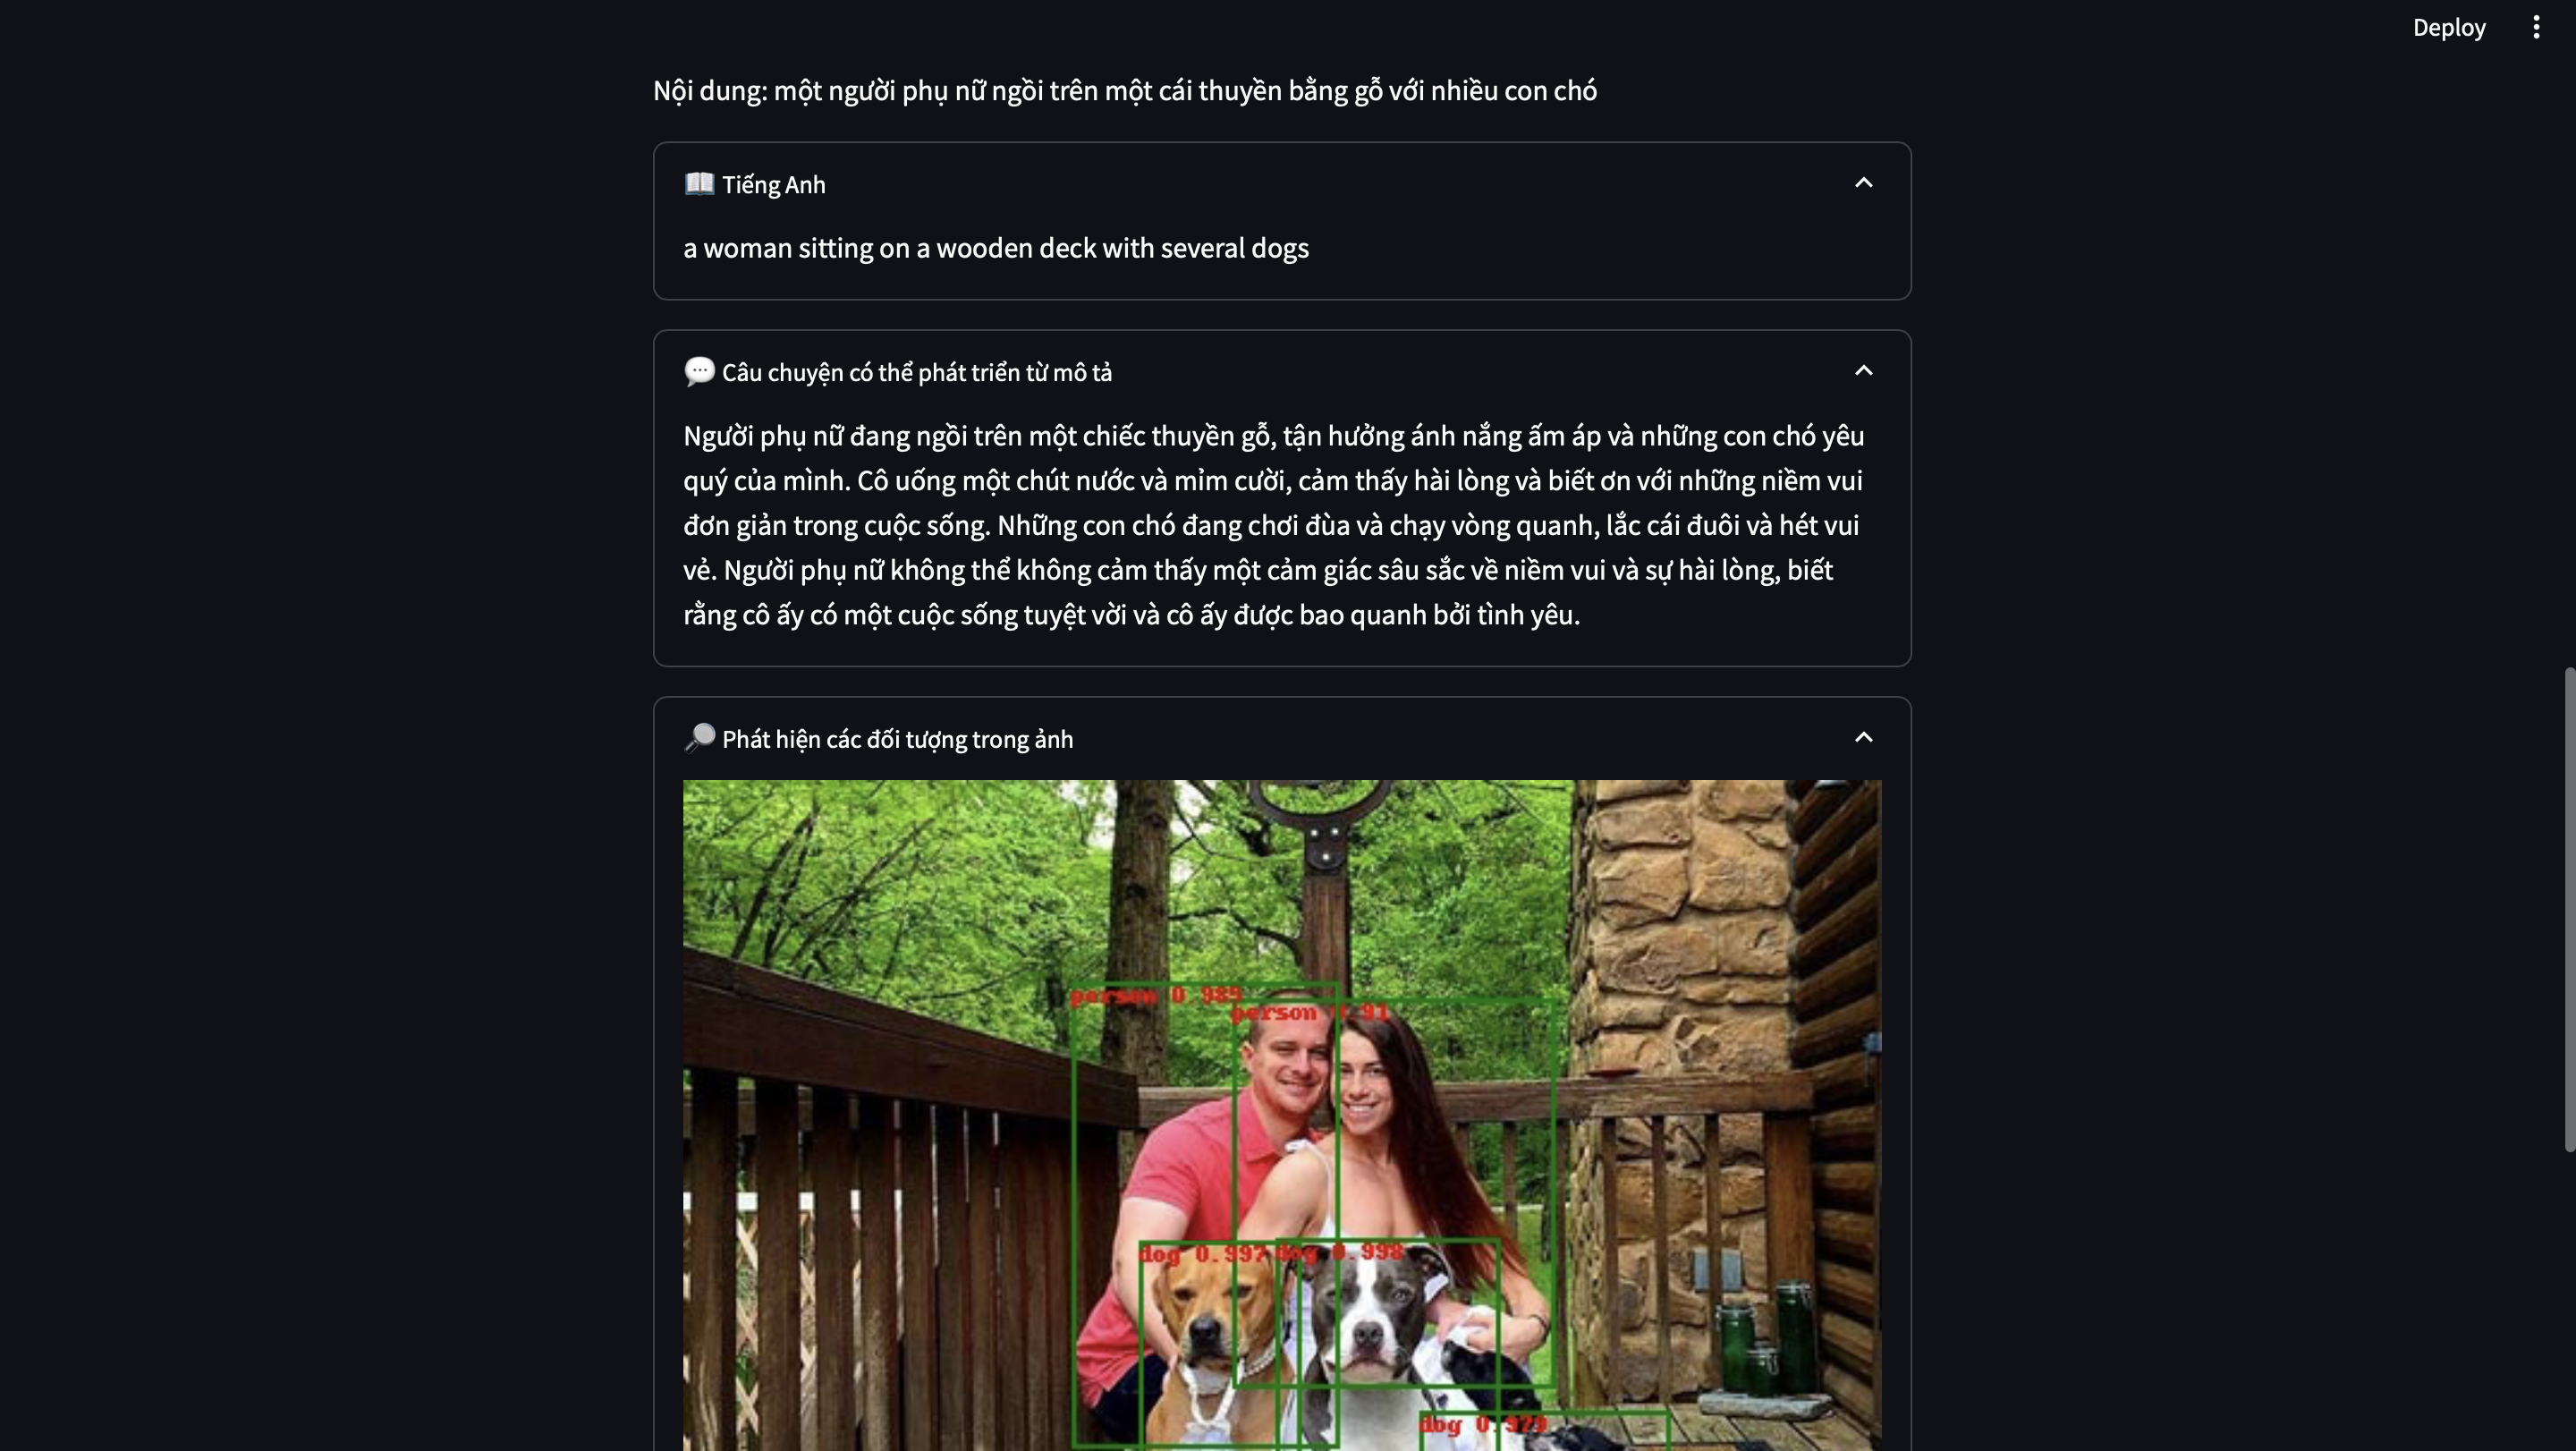 Deploy
Nội dung: một người phụ nữ ngồi trên một cái thuyền bằng gỗ với nhiều con chó
Tiếng Anh
a woman sitting on a wooden deck with several dogs
Câu chuyện có thể phát triển từ mô tả
Người phụ nữ đang ngồi trên một chiếc thuyền gỗ, tận hưởng ánh nắng ấm áp và những con chó yêu
quý của mình. Cô uống một chút nước và mỉm cười, cảm thấy hài lòng và biết ơn với những niềm vui
đơn giản trong cuộc sống. Những con chó đang chơi đùa và chạy vòng quanh, lắc cái đuôi và hét vui
vẻ. Người phụ nữ không thể không cảm thấy một cảm giác sâu sắc về niềm vui và sự hài lòng, biết
rằng cô ấy có một cuộc sống tuyệt vời và cô ấy được bao quanh bởi tình yêu.
Phát hiện các đối tượng trong ảnh
person 0.985
person 0.91
dog 0.997 dog 0.998
dog 0.979